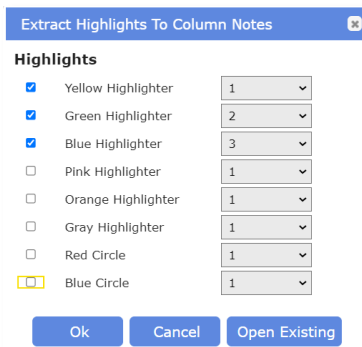 Extract Highlights To Column Notes
Highlights
Yellow Highlighter 1
Green Highlighter 2
Blue Highlighter 3
Pink Highlighter 1
Orange Highlighter 1
Gray Highlighter 1
Red Circle 1
Blue Circle 1
Ok Cancel Open Existing